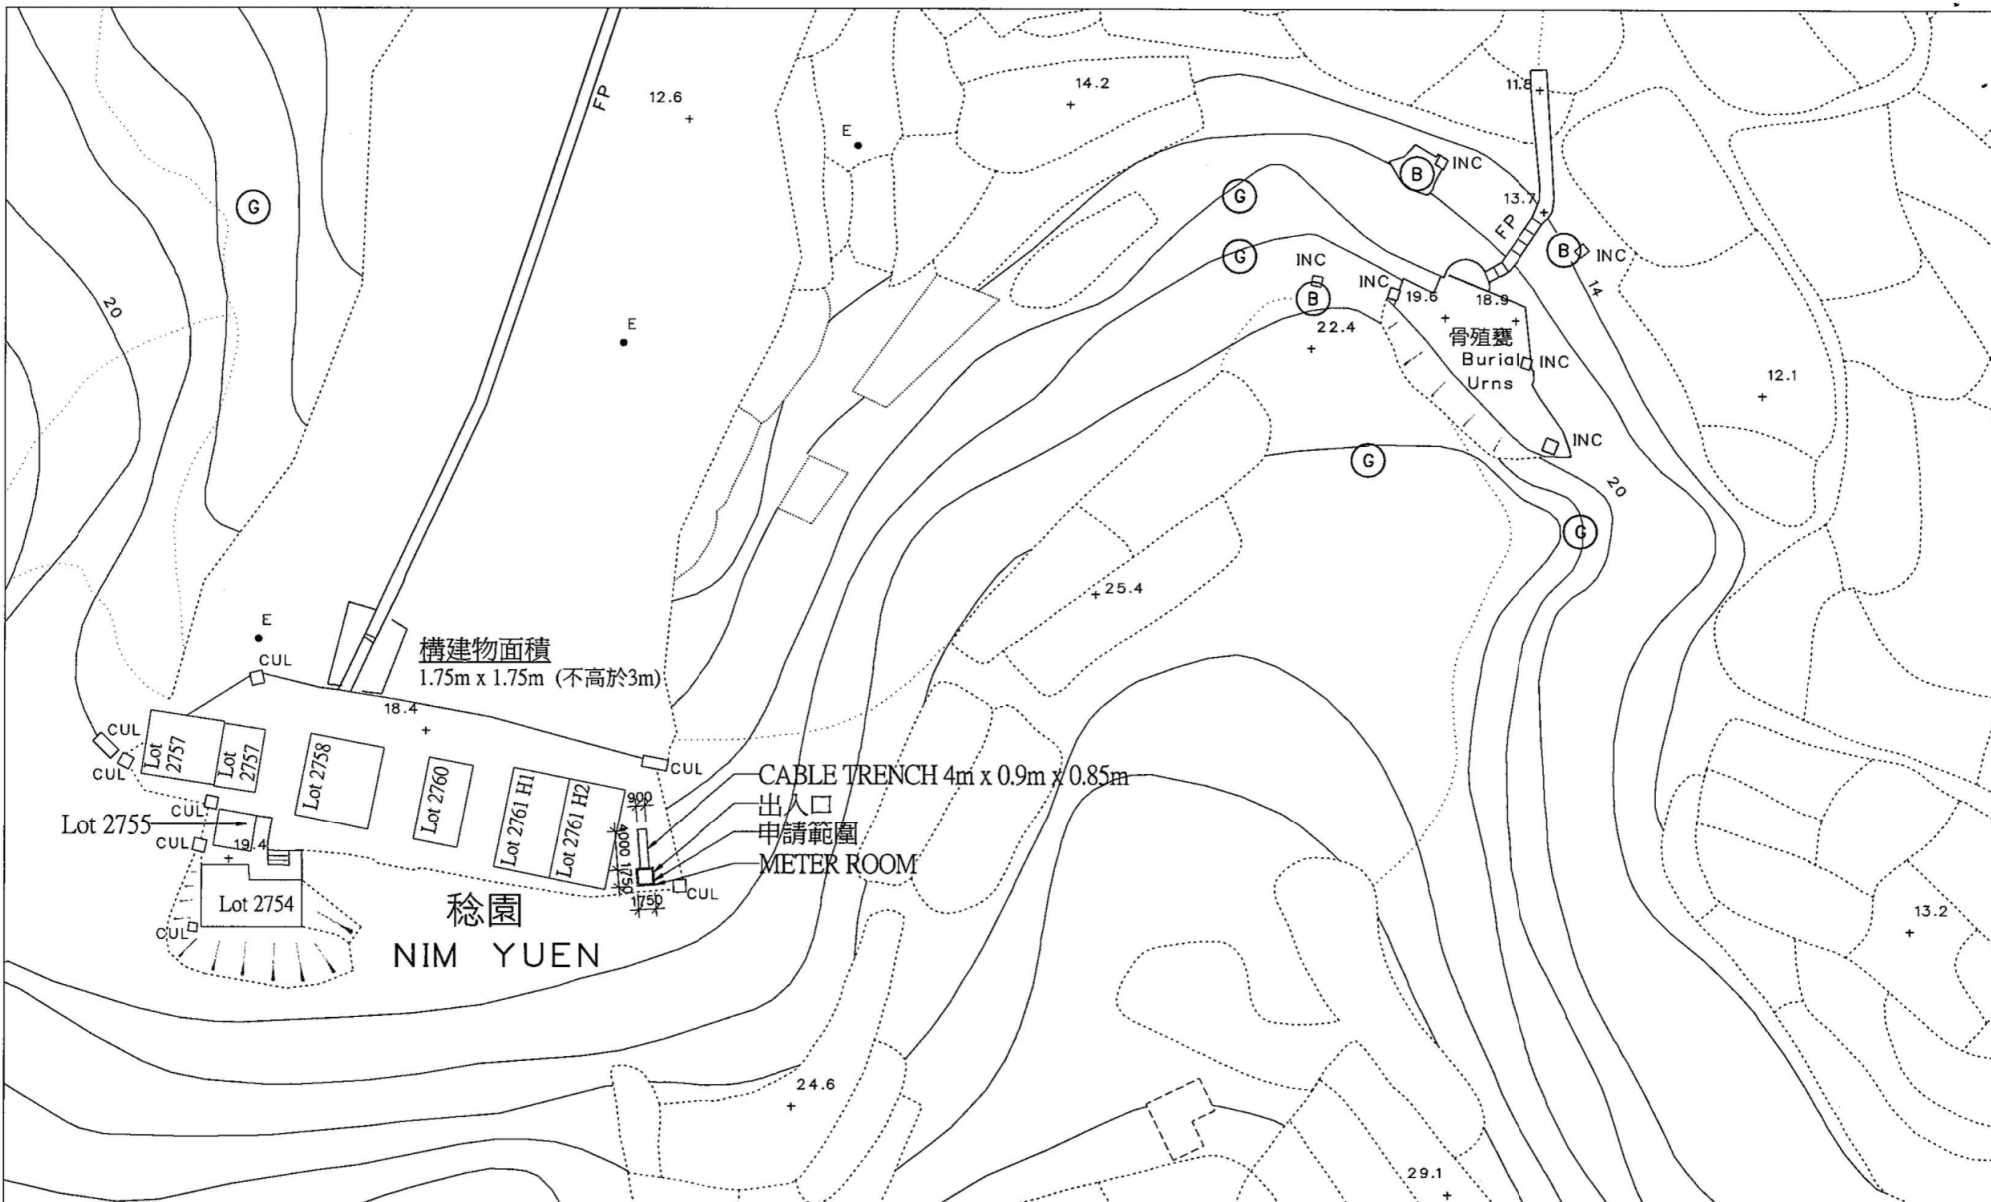 FP
12.6
14.2
11.8
E
INC
B
G
G
13.7
FP
B
INC
G
INC
B
INC
19.6
18.9
14
20
E
22.4
骨殖甕
Burial
Urns
INC
12.1
INC
G
20
G
25.4
E
CUL
構建物面積
1.75m x 1.75m (不高於3m)
18.4
CUL
CUL
Lot
2757
Lot
2757
Lot 2758
Lot 2760
Lot 2761 H1
Lot 2761 H2
CUL
CABLE TRENCH 4m x 0.9m x 0.85m
900
出入口
CUL
Lot 2755
申請範圍
4000
1750
CUL
19.4
METER ROOM
CUL
1750
Lot 2754
稔園
NIM YUEN
CUL
13.2
24.6
29.1